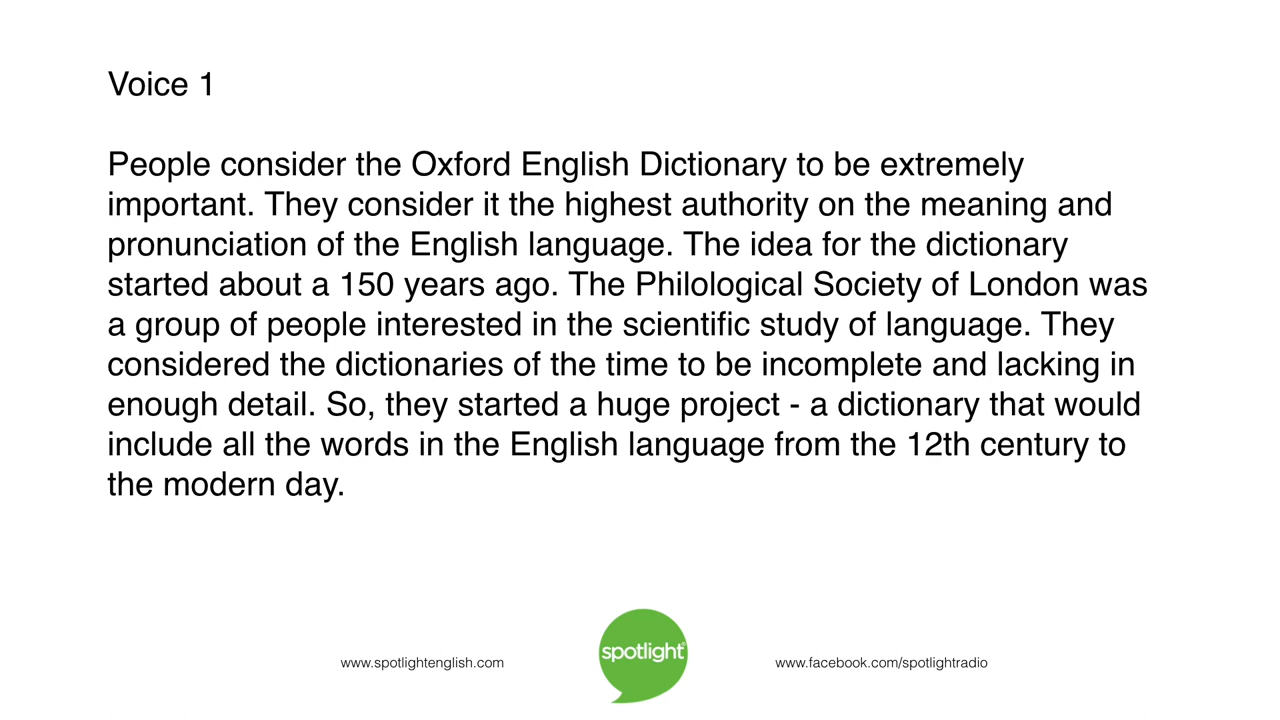 Voice 1
People consider the Oxford English Dictionary to be extremely
important. They consider it the highest authority on the meaning and
pronunciation of the English language. The idea for the dictionary
started about a 150 years ago. The Philological Society of London was
a group of people interested in the scientific study of language. They
considered the dictionaries of the time to be incomplete and lacking in
enough detail. So, they started a huge project - a dictionary that would
include all the words in the English language from the 12th century to
the modern day.
www.spotlightenglish.com
spotlight®
www.facebook.com/spotlightradio